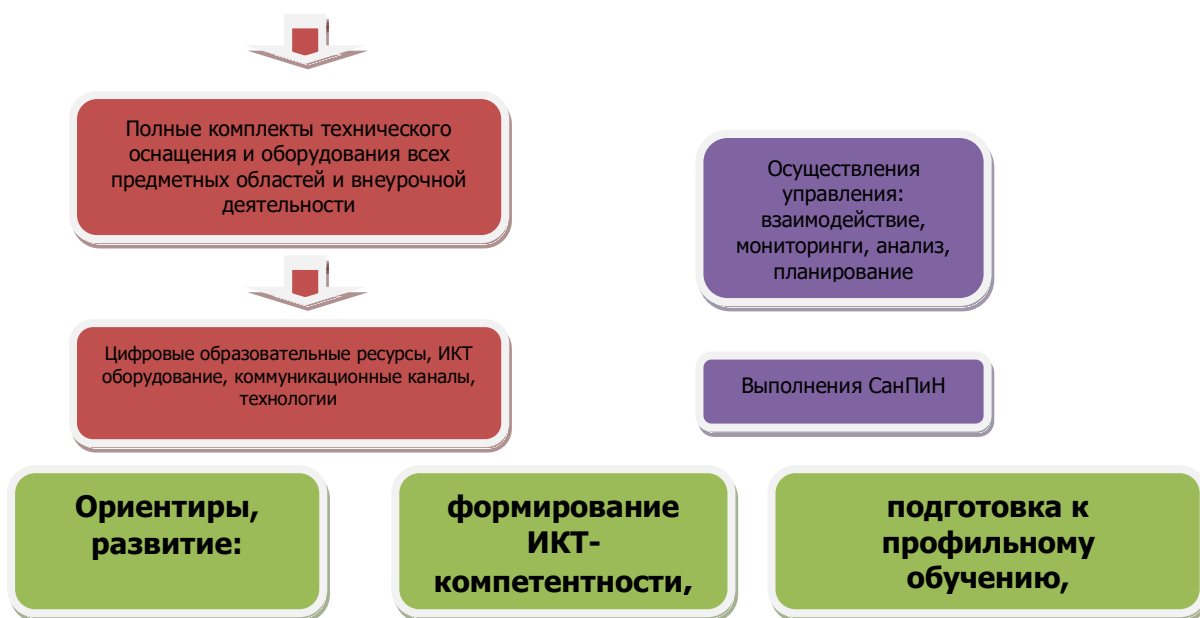 Полные комплекты технического
оснащения и оборудования всех
предметных областей и внеурочной
деятельности
Осуществления
управления:
взаимодействие,
мониторинги, анализ,
планирование
Цифровые образовательные ресурсы, ИКТ
оборудование, коммуникационные каналы,
технологии
Выполнения СанПиН
Ориентиры,
развитие:
формирование
ИКТ-
компетентности,
подготовка к
профильному
обучению,